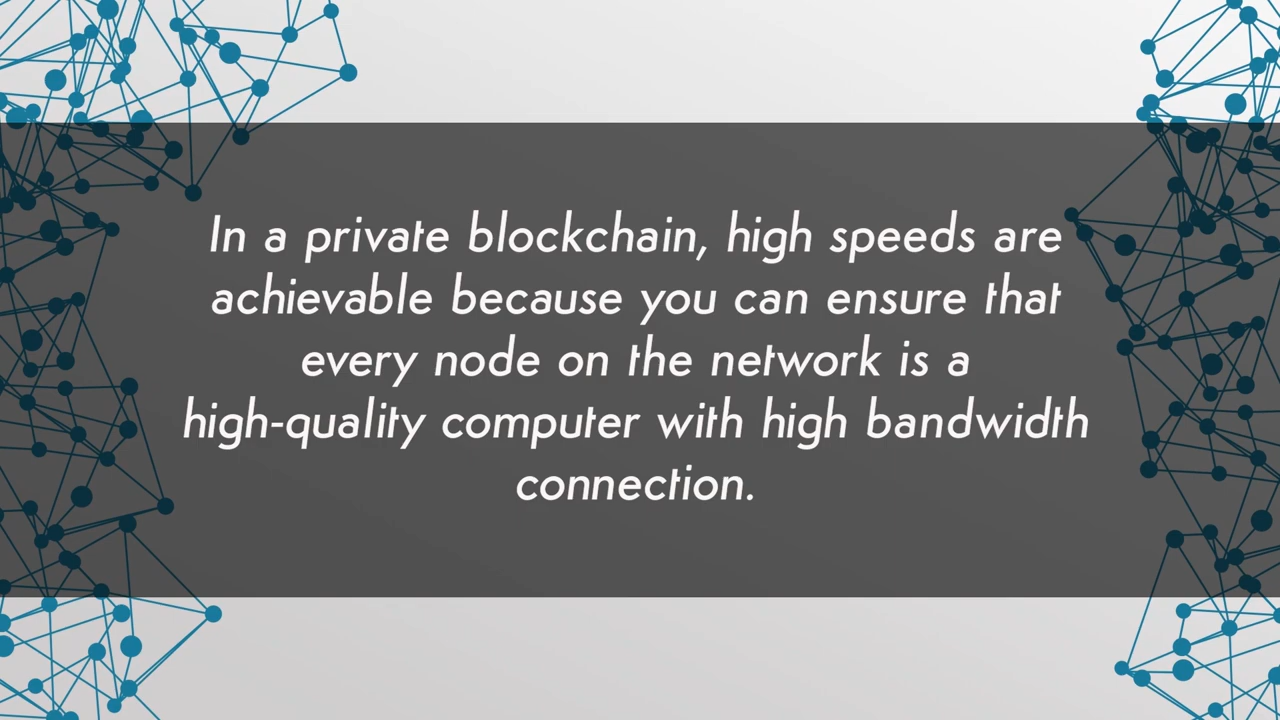 In a private blockchain, high speeds are
achievable because you can ensure that
every node on the network is a
high-quality computer with high bandwidth
connection.